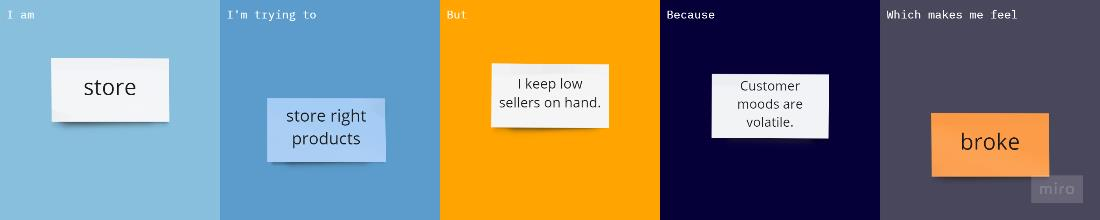 I am
I'm trying to
But
Because
Which makes me feel
store
store right
products
I keep low
sellers on hand.
Customer
moods are
volatile.
broke
miro